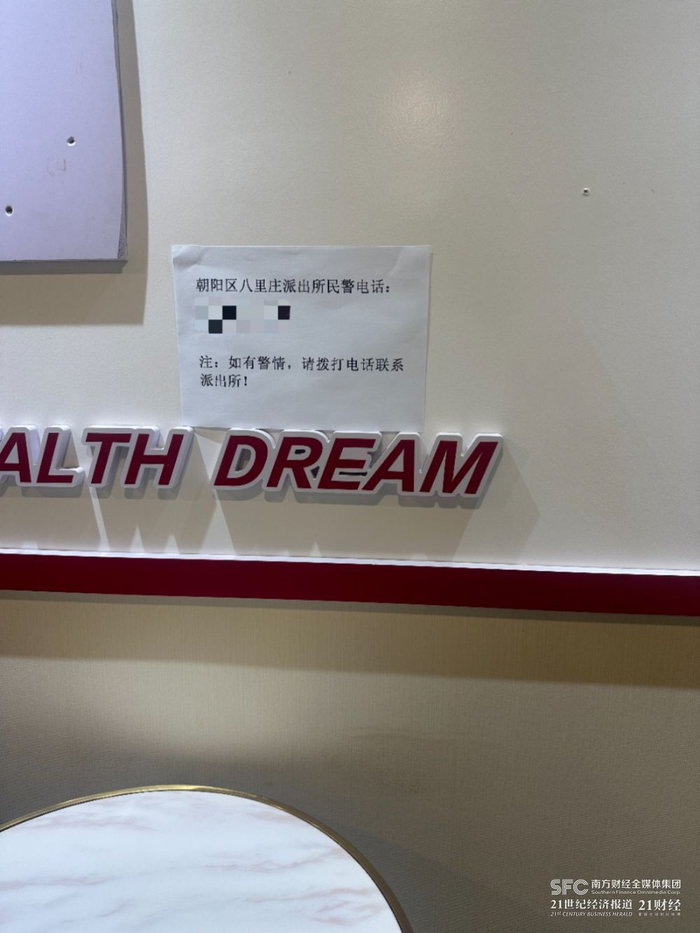 朝阳区八里庄派出所民警电话：
注：如有警情，请拨打电话联系
派出所！
ALTH DREAM
SFC 南方财经全媒体集团
Southern Finance Omnimedia Corp.
21世纪经济报道 21财经
21ST CENTURY BUSINESS HERALD